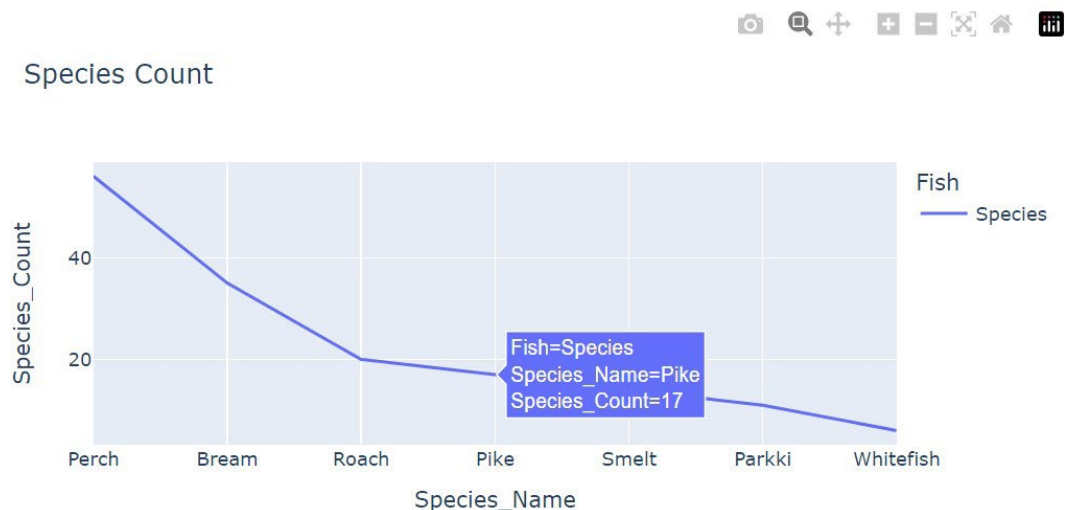 Species Count
Species_Count
40
20
Fish
Species
Fish=Species
Species_Name=Pike
Species_Count=17
Perch Bream Roach Pike Smelt Parkki Whitefish
Species_Name